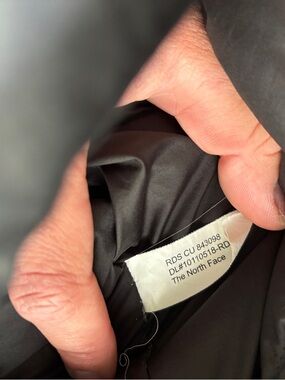 RDS CU 843098
DL#10110518-RD
The North Face